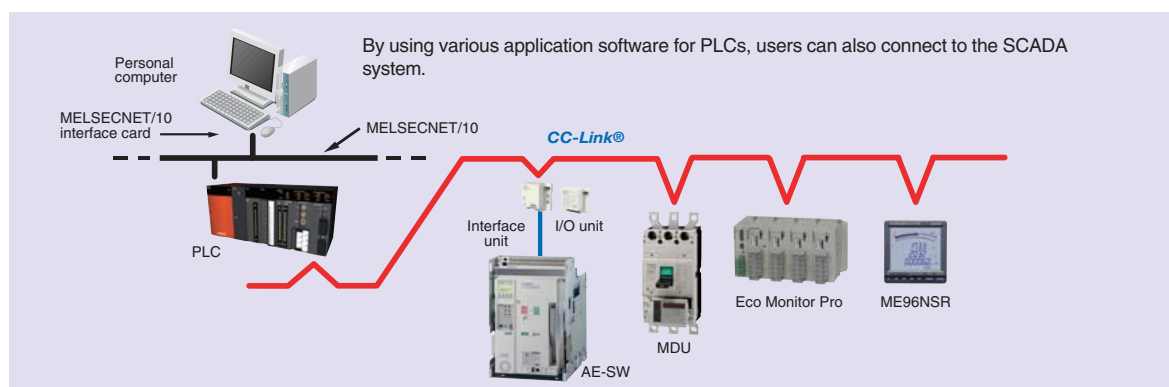 By using various application software for PLCs, users can also connect to the SCADA
system.
Personal
computer
MELSECNET/10
interface card
MELSECNET/10
CC-Link®
PLC
Interface
unit
I/O unit
AE-SW
MDU
Eco Monitor Pro
ME96NSR